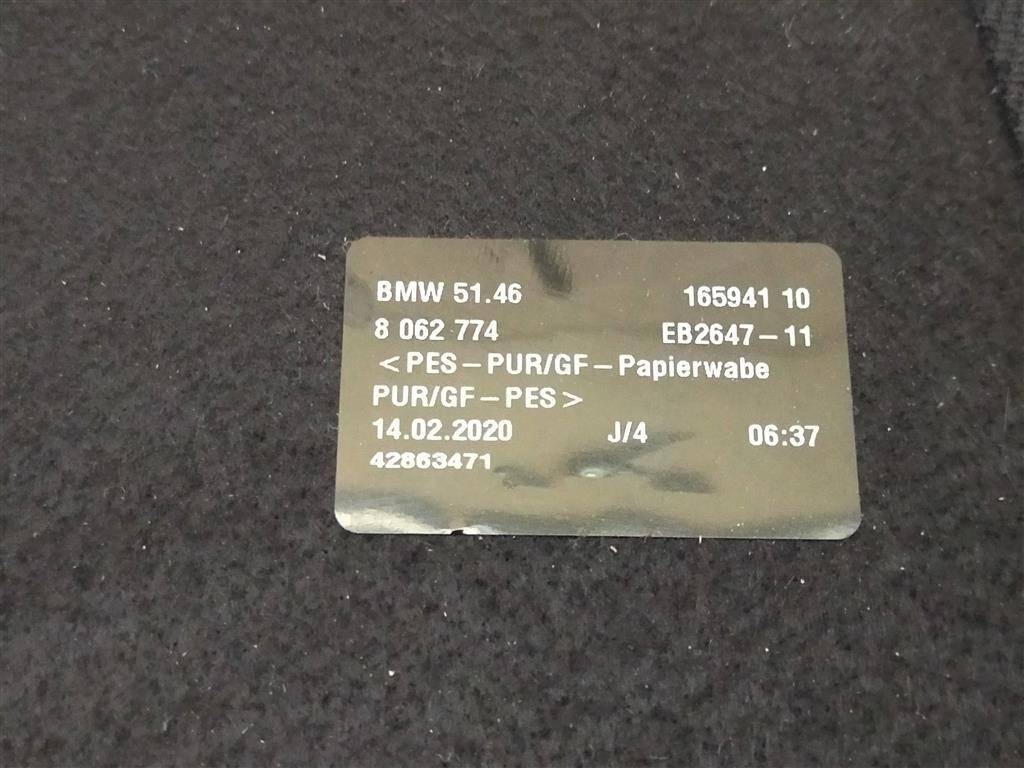 BMW 51.46 165941 10
8 062 774 EB2647-11
<PES-PUR/GF-Papierwabe
PUR/GF-PES>
14.02.2020 J/4 06:37
42863471